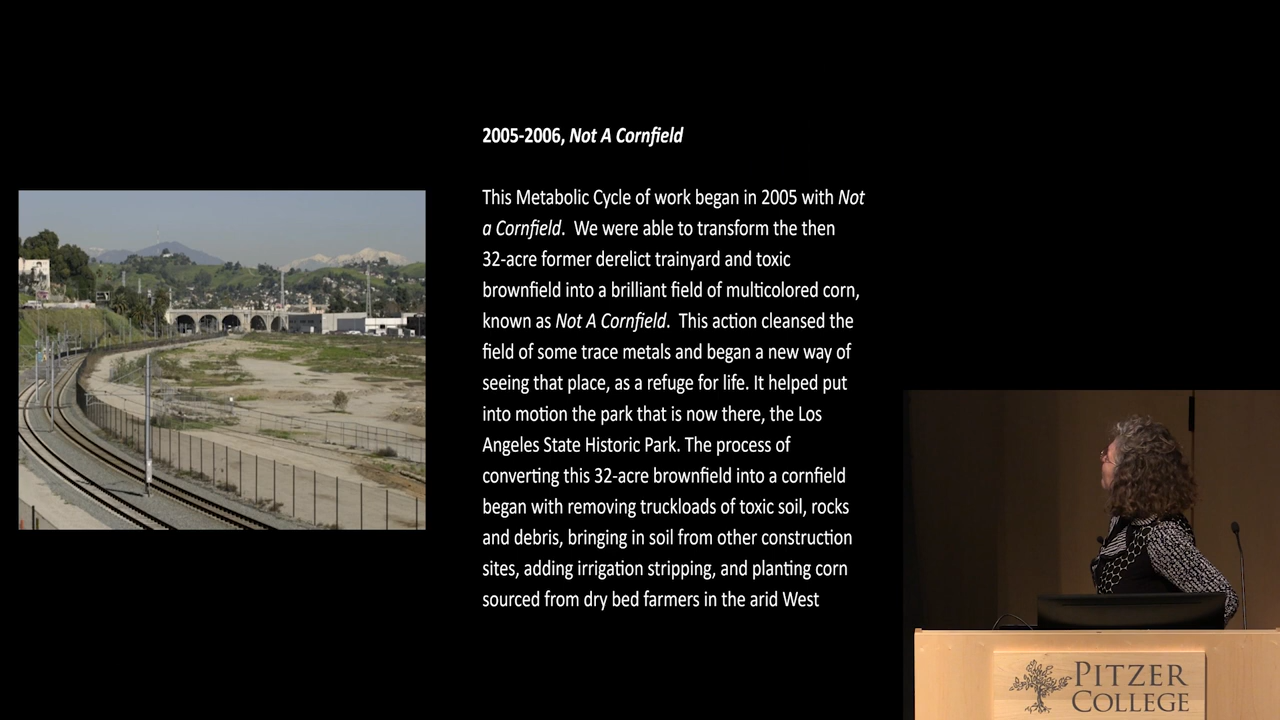 2005-2006, Not A Cornfield
This Metabolic Cycle of work began in 2005 with Not
a Cornfield.  We were able to transform the then
32-acre former derelict trainyard and toxic
brownfield into a brilliant field of multicolored corn,
known as Not A Cornfield.  This action cleansed the
field of some trace metals and began a new way of
seeing that place, as a refuge for life. It helped put
into motion the park that is now there, the Los
Angeles State Historic Park. The process of
converting this 32-acre brownfield into a cornfield
began with removing truckloads of toxic soil, rocks
and debris, bringing in soil from other construction
sites, adding irrigation stripping, and planting corn
sourced from dry bed farmers in the arid West
PITZER
COLLEGE